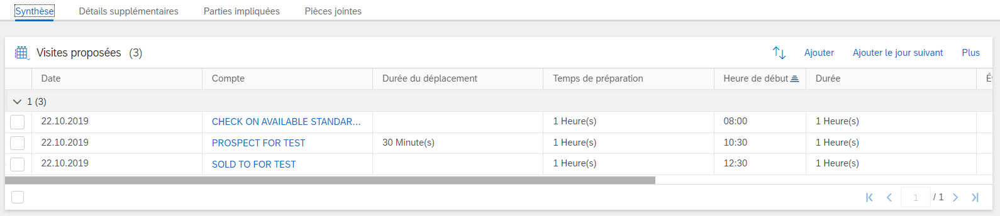 Synthèse Détails supplémentaires Parties impliquées Pièces jointes
Visites proposées (3) Ajouter Ajouter le jour suivant Plus
Date Compte Durée du déplacement Temps de préparation Heure de début Durée É
1 (3)
22.10.2019 CHECK ON AVAILABLE STANDAR... 1 Heure(s) 08:00 1 Heure(s)
22.10.2019 PROSPECT FOR TEST 30 Minute(s) 1 Heure(s) 10:30 1 Heure(s)
22.10.2019 SOLD TO FOR TEST 1 Heure(s) 12:30 1 Heure(s)
1 / 1